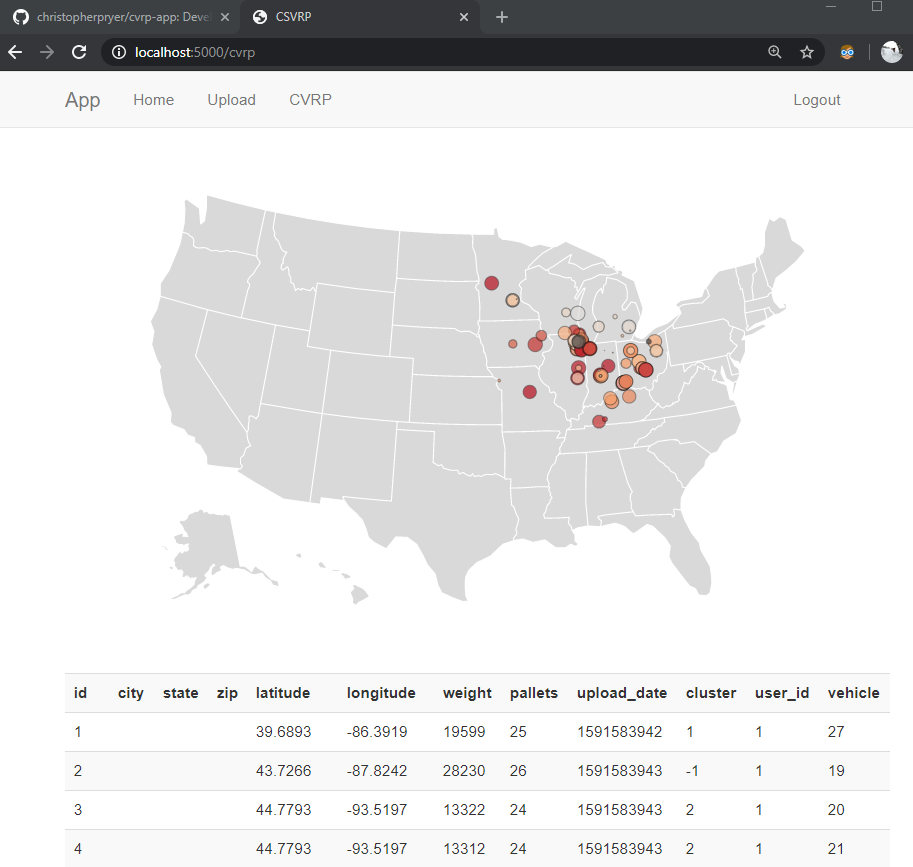 christopherpryer/cvrp-app: Deve
CSVRP
localhost:5000/cvrp
App Home Upload CVRP Logout
id city state zip latitude longitude weight pallets upload_date cluster user_id vehicle
1 39.6893 -86.3919 19599 25 1591583942 1 1 27
2 43.7266 -87.8242 28230 26 1591583943 -1 1 19
3 44.7793 -93.5197 13322 24 1591583943 2 1 20
4 44.7793 -93.5197 13312 24 1591583943 2 1 21